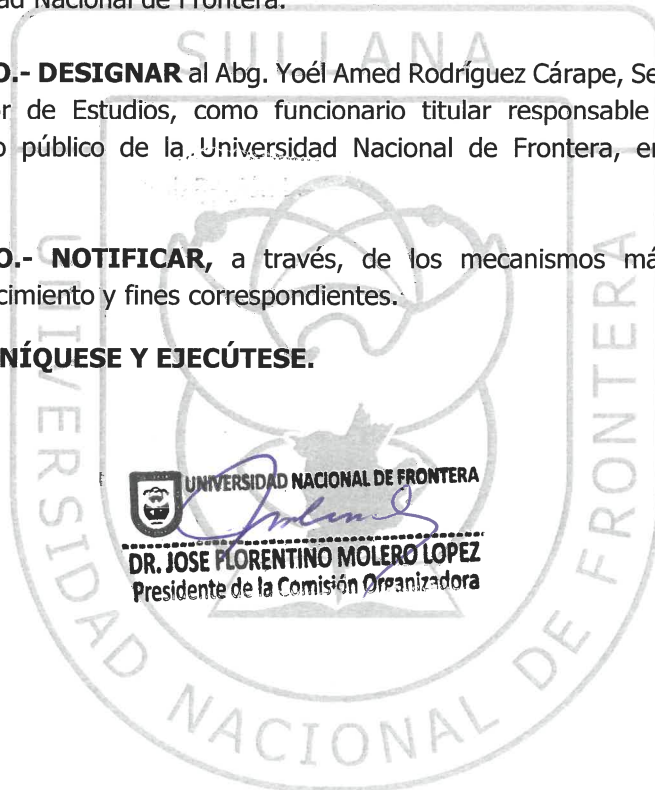 ad Nacional de Frontera.
O.- DESIGNAR al Abg. Yoél Amed Rodríguez Cárape, Se
or de Estudios, como funcionario titular responsable
o público de la Universidad Nacional de Frontera, en
O.- NOTIFICAR, a través, de los mecanismos má
cimiento y fines correspondientes.
NÍQUESE Y EJECÚTESE.
UNIVERSIDAD NACIONAL DE FRONTERA
DR. JOSE FLORENTINO MOLERO LOPEZ
Presidente de la Comisión Organizadora
SULLANA
UNIVERSIDAD NACIONAL DE FRONTERA